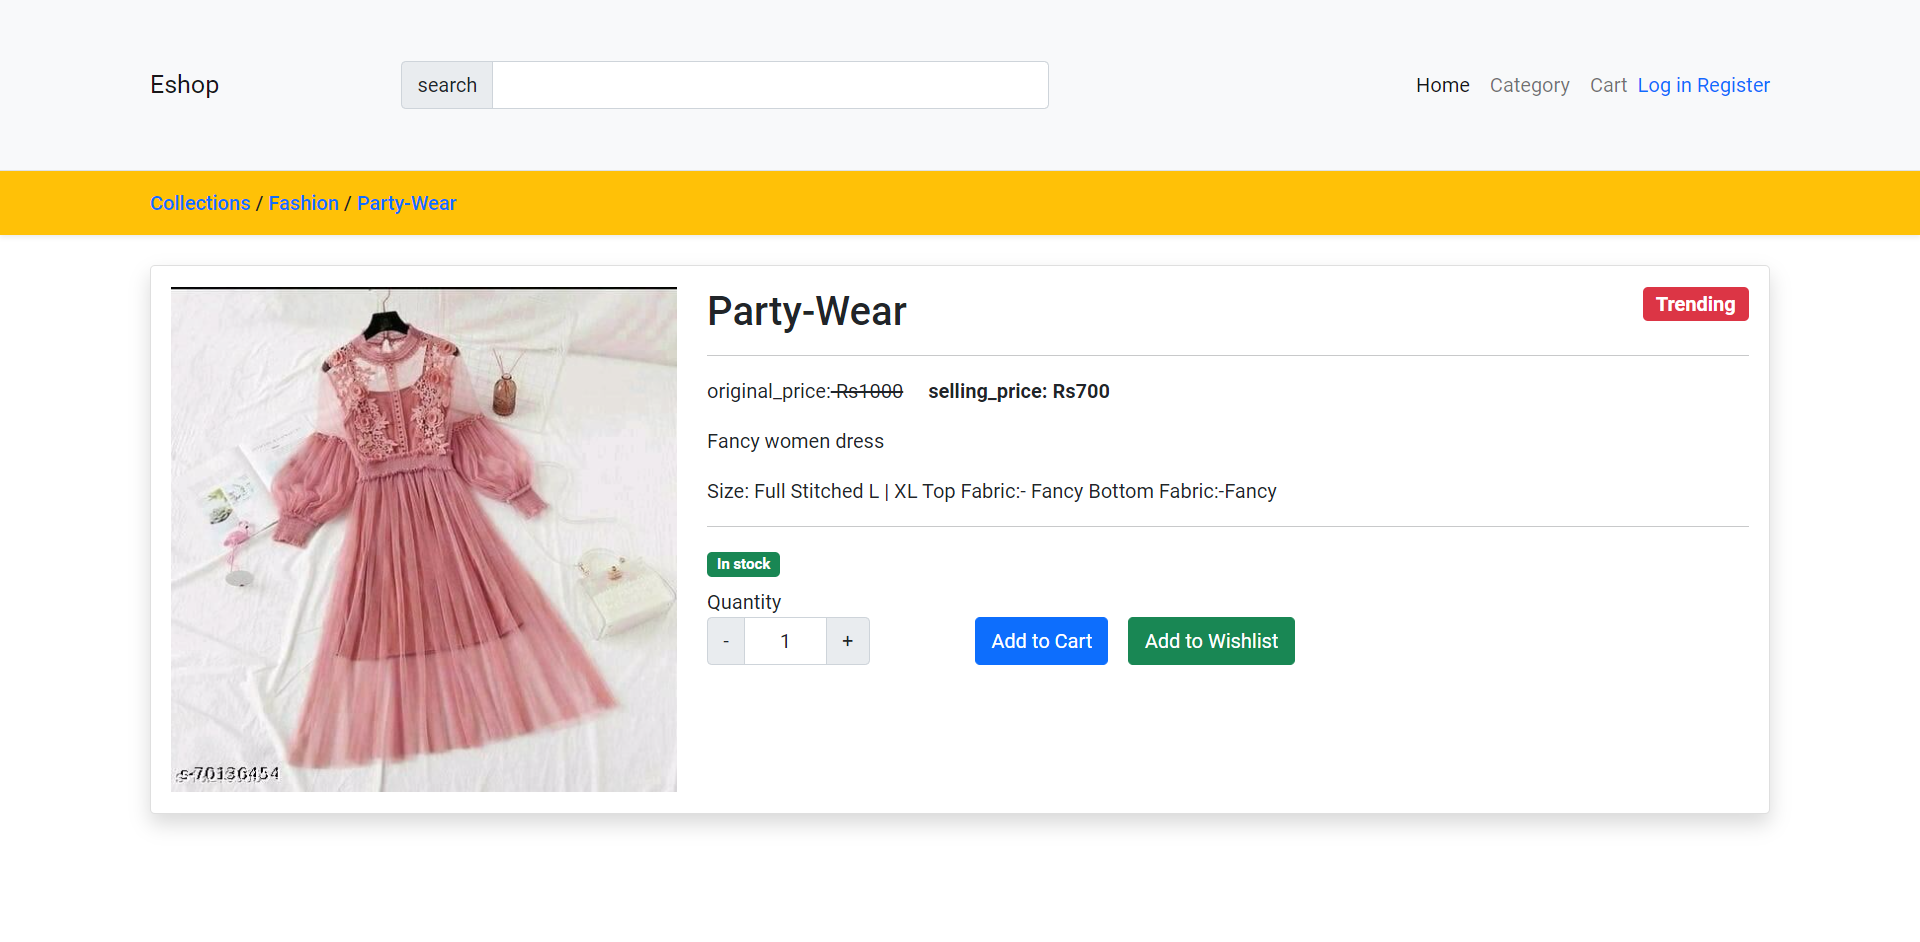 Eshop
search
Home Category Cart Log in Register
Collections / Fashion / Party-Wear
Party-Wear
Trending
original_price: Rs1000 selling_price: Rs700
Fancy women dress
Size: Full Stitched L | XL Top Fabric:- Fancy Bottom Fabric:-Fancy
In stock
Quantity
- 1 +
Add to Cart
Add to Wishlist
s-70136454